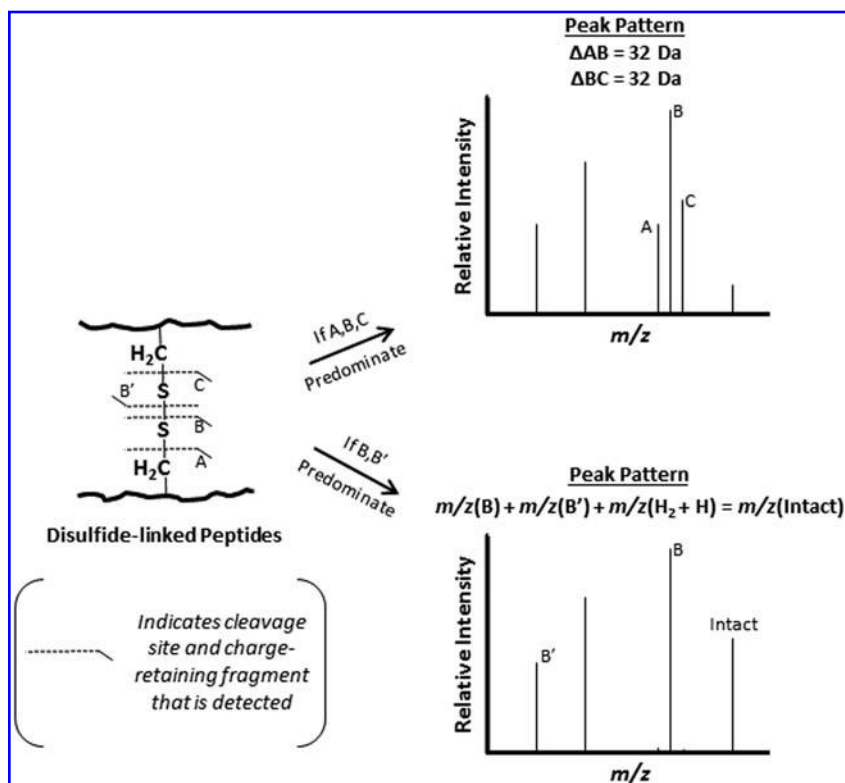 Peak Pattern
ΔAB = 32 Da
ΔBC = 32 Da
Relative Intensity
A
B
C
m/z
If A,B,C
Predominate
H₂C
S
C
B'
S
B
H₂C
A
Disulfide-linked Peptides
If B,B'
Predominate
Indicates cleavage
site and charge-
retaining fragment
that is detected
Peak Pattern
m/z(B) + m/z(B') + m/z(H₂ + H) = m/z(Intact)
Relative Intensity
B'
B
Intact
m/z